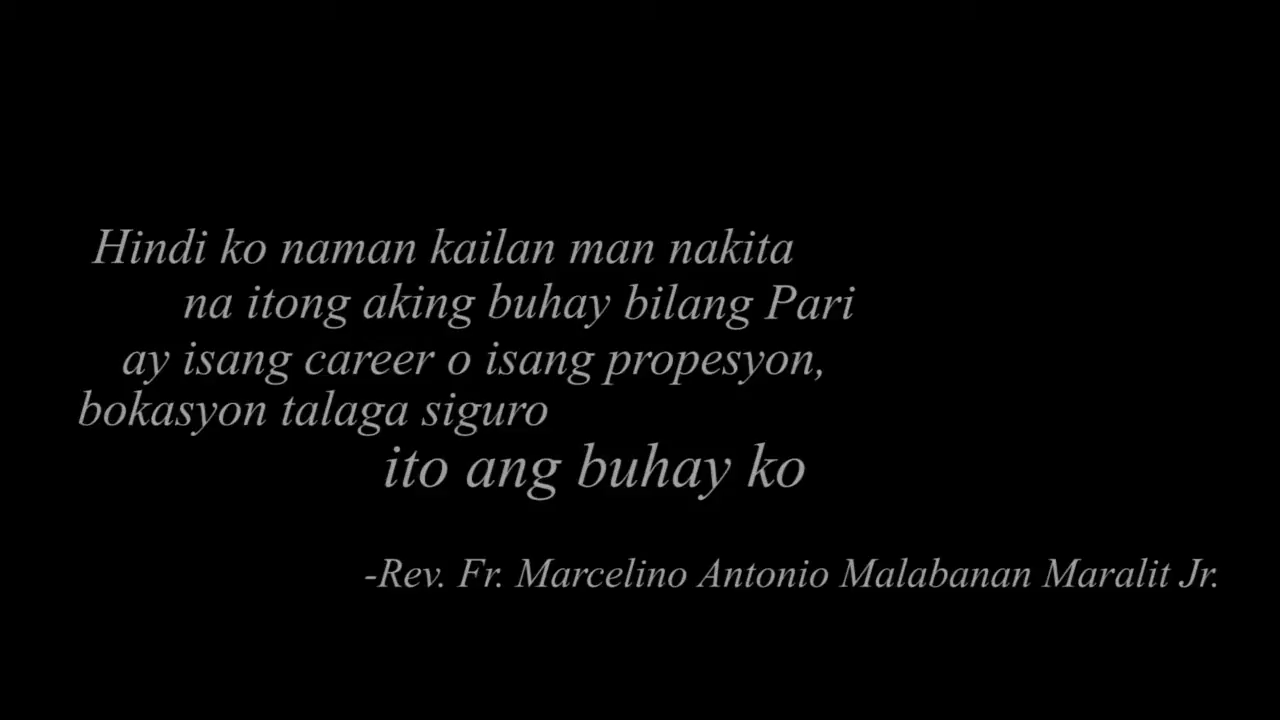 Hindi ko naman kailan man nakita
na itong aking buhay bilang Pari
ay isang career o isang propesyon,
bokasyon talaga siguro
ito ang buhay ko
-Rev. Fr. Marcelino Antonio Malabanan Maralit Jr.